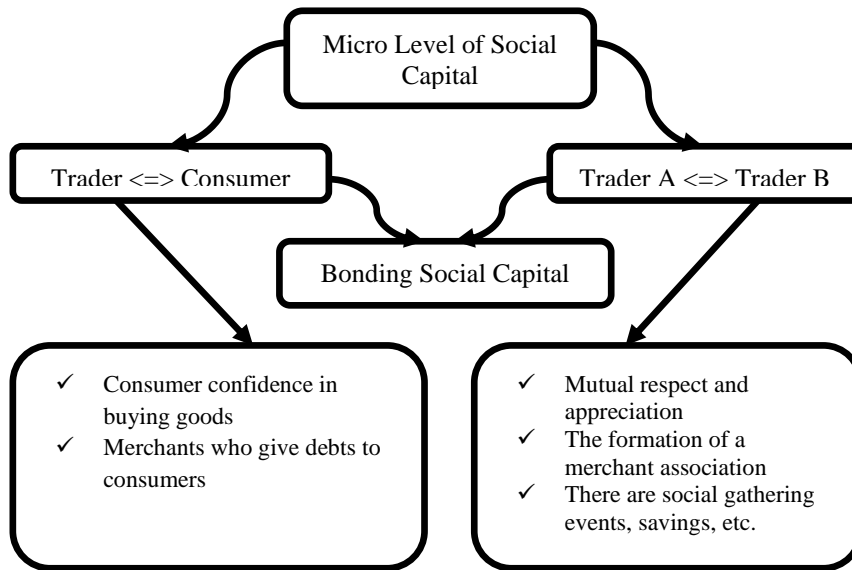 Micro Level of Social
Capital
Trader <=> Consumer
Trader A <=> Trader B
Bonding Social Capital
✓ Consumer confidence in
buying goods
✓ Merchants who give debts to
consumers
✓ Mutual respect and
appreciation
✓ The formation of a
merchant association
✓ There are social gathering
events, savings, etc.